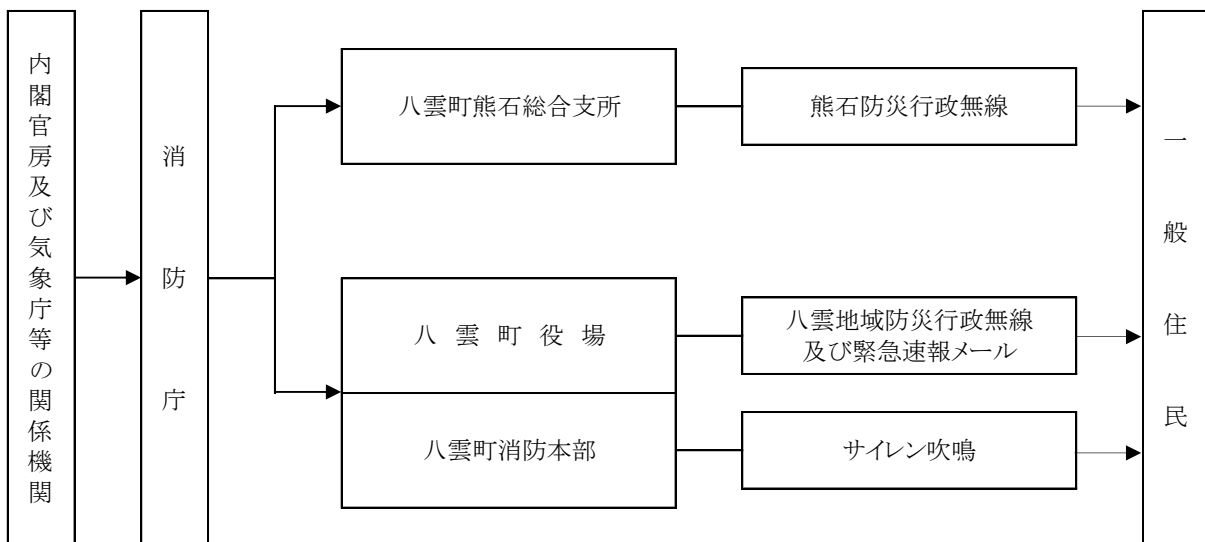 内閣官房及び気象庁等の関係機関
消防庁
八雲町熊石総合支所
熊石防災行政無線
八雲町役場
八雲地域防災行政無線
及び緊急速報メール
八雲町消防本部
サイレン吹鳴
一般住民